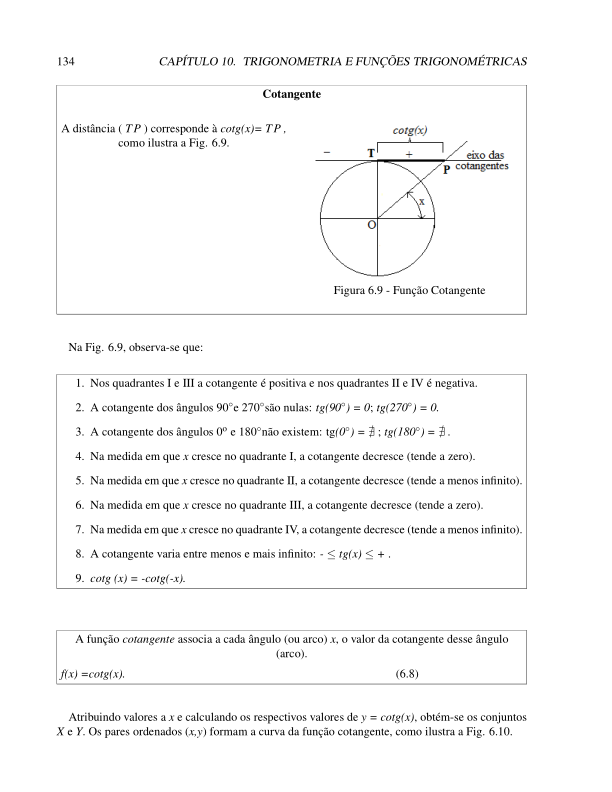 134 CAPÍTULO 10. TRIGONOMETRIA E FUNÇÕES TRIGONOMÉTRICAS
Cotangente
A distância ( TP ) corresponde à cotg(x)= TP ,
como ilustra a Fig. 6.9.
cotg(x)
− T + eixo das
P cotangentes
x
O
Figura 6.9 - Função Cotangente
Na Fig. 6.9, observa-se que:
1. Nos quadrantes I e III a cotangente é positiva e nos quadrantes II e IV é negativa.
2. A cotangente dos ângulos 90°e 270°são nulas: tg(90°) = 0; tg(270°) = 0.
3. A cotangente dos ângulos 0º e 180°não existem: tg(0°) = ∄ ; tg(180°) = ∄ .
4. Na medida em que x cresce no quadrante I, a cotangente decresce (tende a zero).
5. Na medida em que x cresce no quadrante II, a cotangente decresce (tende a menos infinito).
6. Na medida em que x cresce no quadrante III, a cotangente decresce (tende a zero).
7. Na medida em que x cresce no quadrante IV, a cotangente decresce (tende a menos infinito).
8. A cotangente varia entre menos e mais infinito: - ≤ tg(x) ≤ + .
9. cotg (x) = -cotg(-x).
A função cotangente associa a cada ângulo (ou arco) x, o valor da cotangente desse ângulo
(arco).
f(x) =cotg(x). (6.8)
Atribuindo valores a x e calculando os respectivos valores de y = cotg(x), obtém-se os conjuntos
X e Y. Os pares ordenados (x,y) formam a curva da função cotangente, como ilustra a Fig. 6.10.